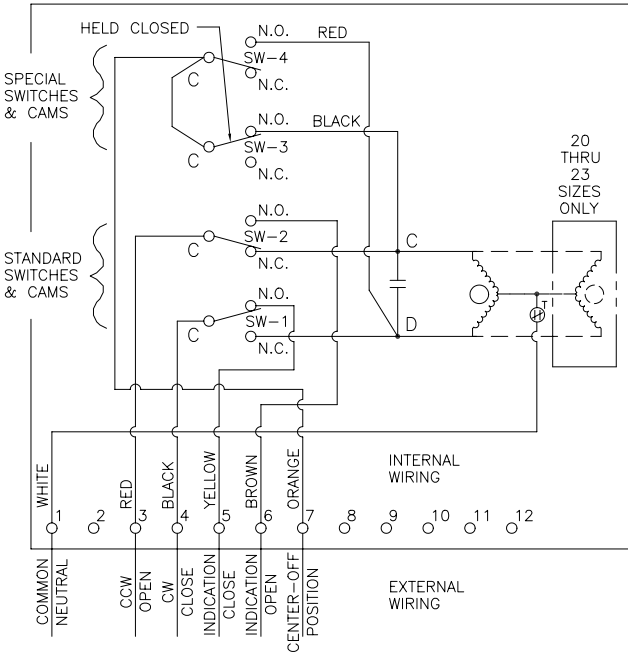 HELD CLOSED
N.O.
RED
SW-4
C
N.C.
SPECIAL
SWITCHES
& CAMS
N.O.
BLACK
SW-3
C
N.C.
20
THRU
23
SIZES
ONLY
N.O.
SW-2
C
C
N.C.
STANDARD
SWITCHES
& CAMS
N.O.
SW-1
C
D
N.C.
T
INTERNAL
WIRING
WHITE
RED
BLACK
YELLOW
BROWN
ORANGE
1 2 3 4 5 6 7 8 9 10 11 12
COMMON
NEUTRAL
CCW
OPEN
CW
CLOSE
INDICATION
CLOSE
INDICATION
OPEN
CENTER-OFF
POSITION
EXTERNAL
WIRING